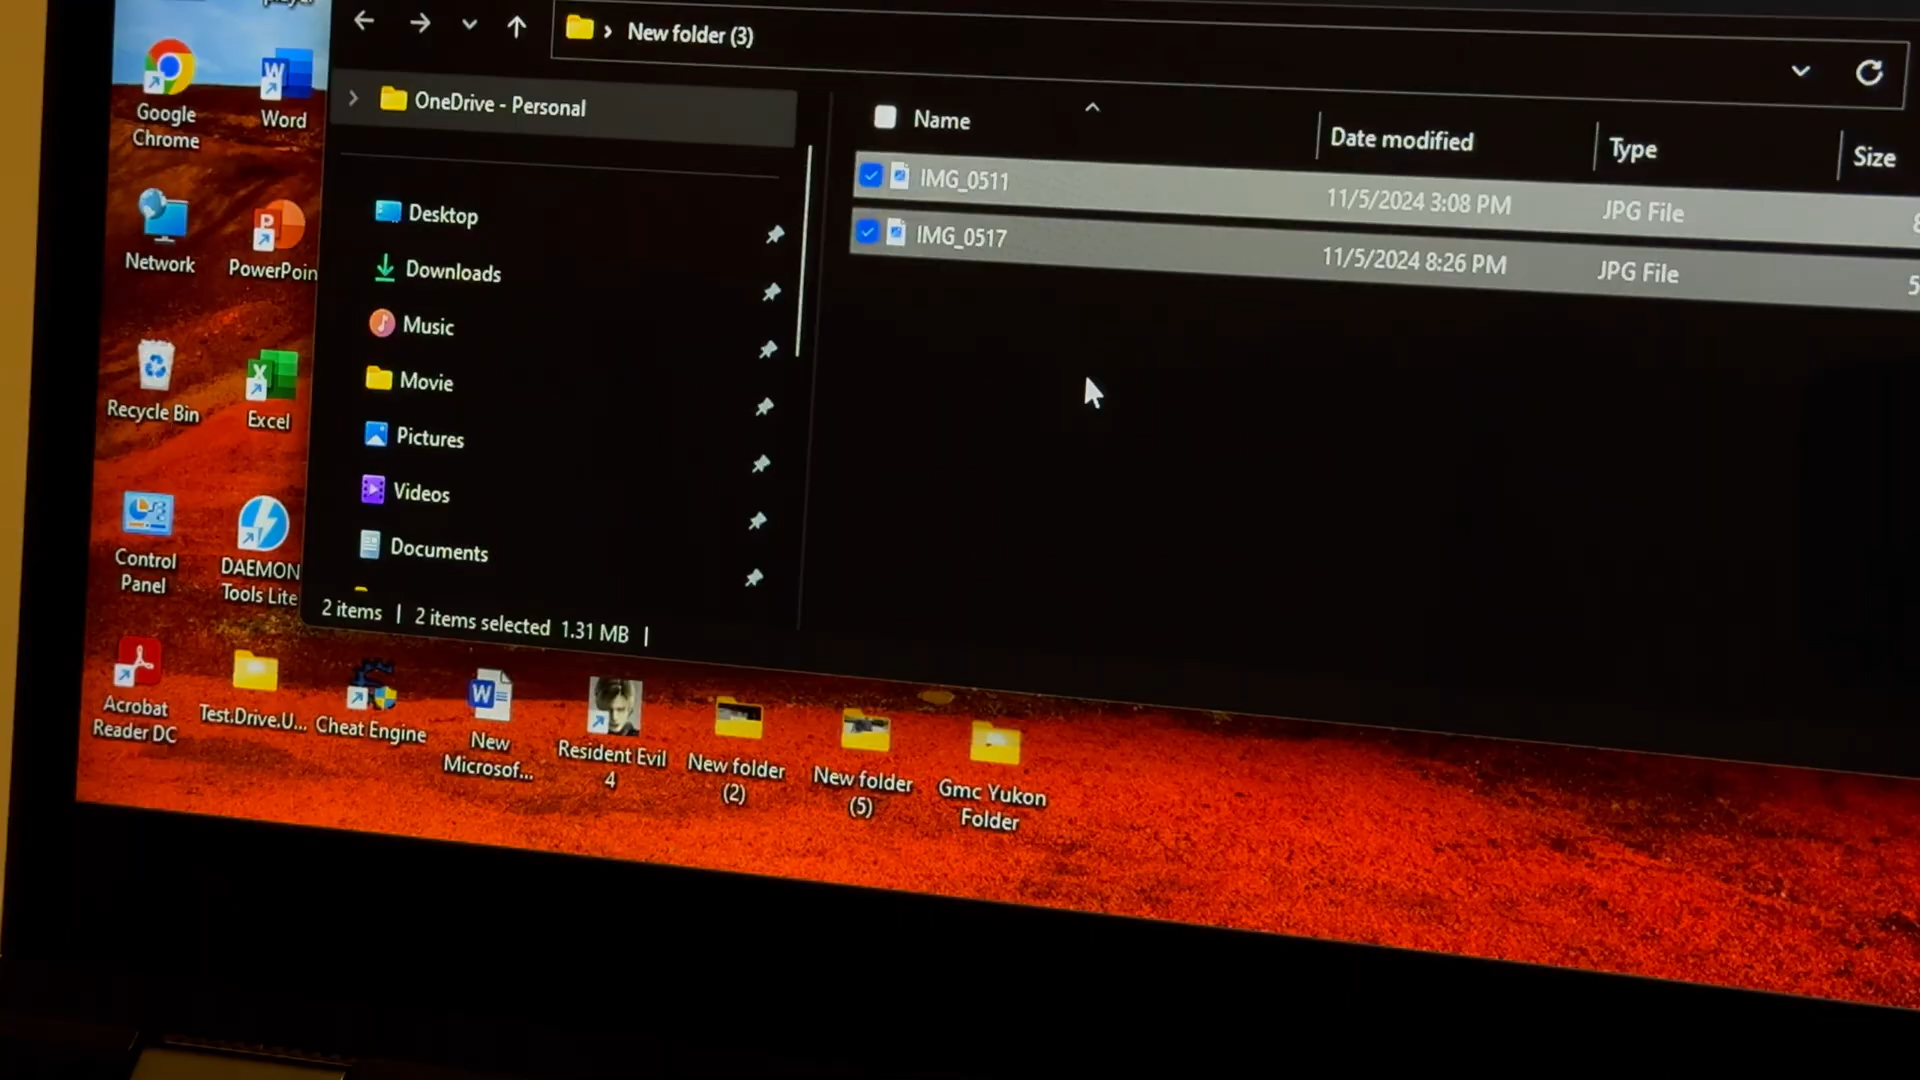 New folder (3)
OneDrive - Personal
Name
Date modified
Type
Size
IMG_0511
11/5/2024 3:08 PM
JPG File
IMG_0517
11/5/2024 8:26 PM
JPG File
Desktop
Downloads
Music
Movie
Pictures
Videos
Documents
2 items | 2 items selected 1.31 MB |
Google
Chrome
Word
Network
PowerPoin
Recycle Bin
Excel
Control
Panel
DAEMON
Tools Lite
Acrobat
Reader DC
Test.Drive.U...
Cheat Engine
New
Microsof...
Resident Evil
4
New folder
(2)
New folder
(5)
Gmc Yukon
Folder